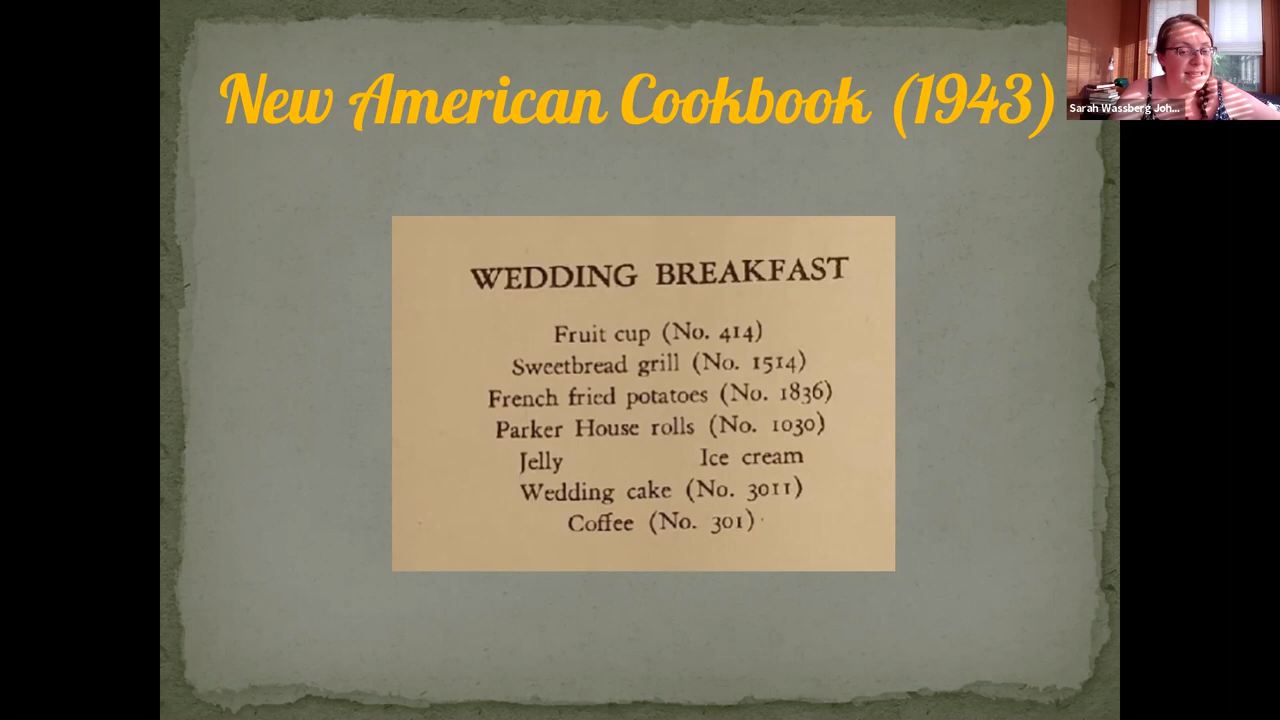 New American Cookbook (1943)
Sarah Wassberg Joh...
WEDDING BREAKFAST
Fruit cup (No. 414)
Sweetbread grill (No. 1514)
French fried potatoes (No. 1836)
Parker House rolls (No. 1030)
Jelly Ice cream
Wedding cake (No. 3011)
Coffee (No. 301)